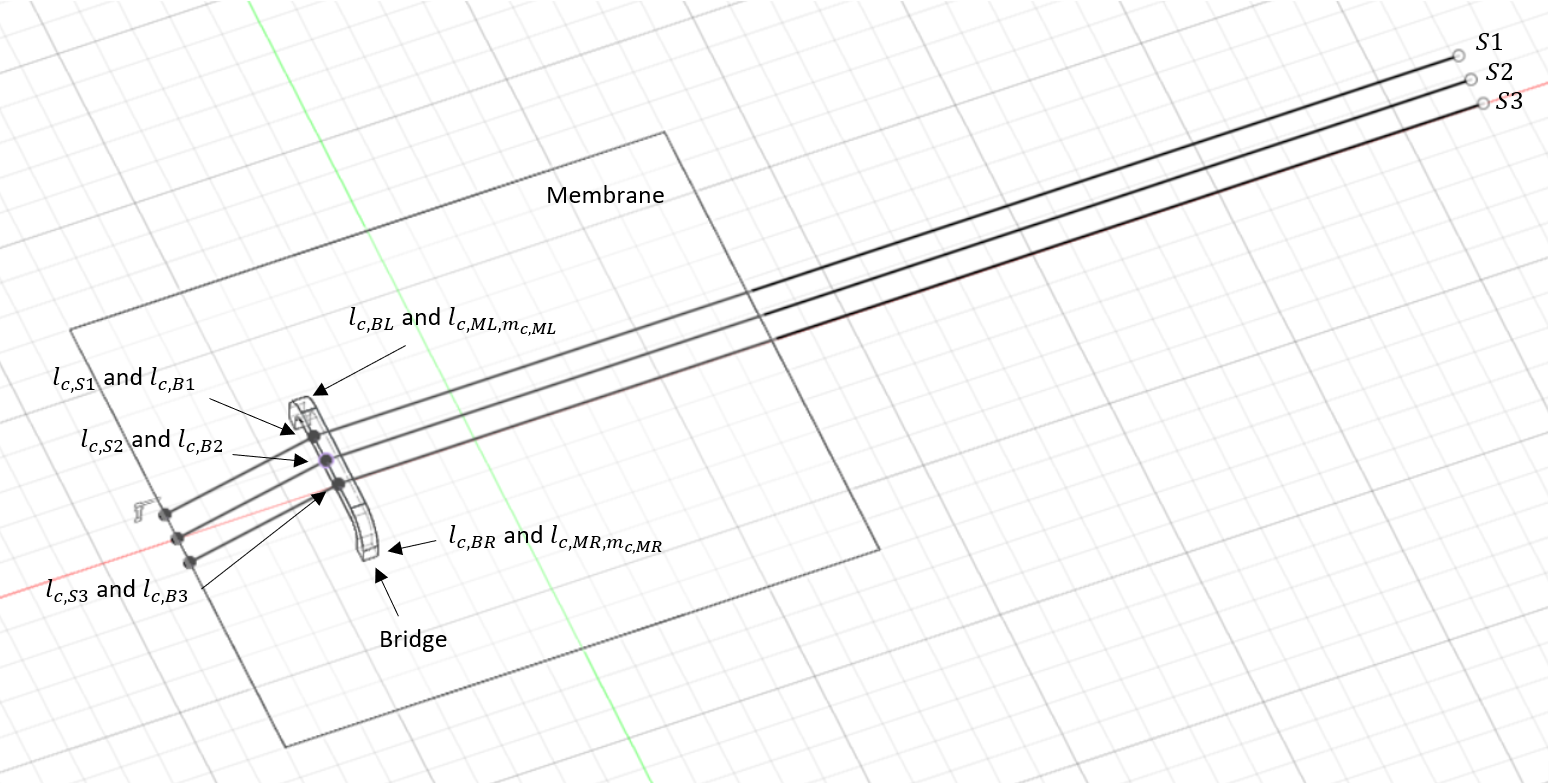 S1
S2
S3
Membrane
l_{c,BL} and l_{c,ML,m_{c,ML}}
l_{c,S1} and l_{c,B1}
l_{c,S2} and l_{c,B2}
l_{c,BR} and l_{c,MR,m_{c,MR}}
l_{c,S3} and l_{c,B3}
Bridge